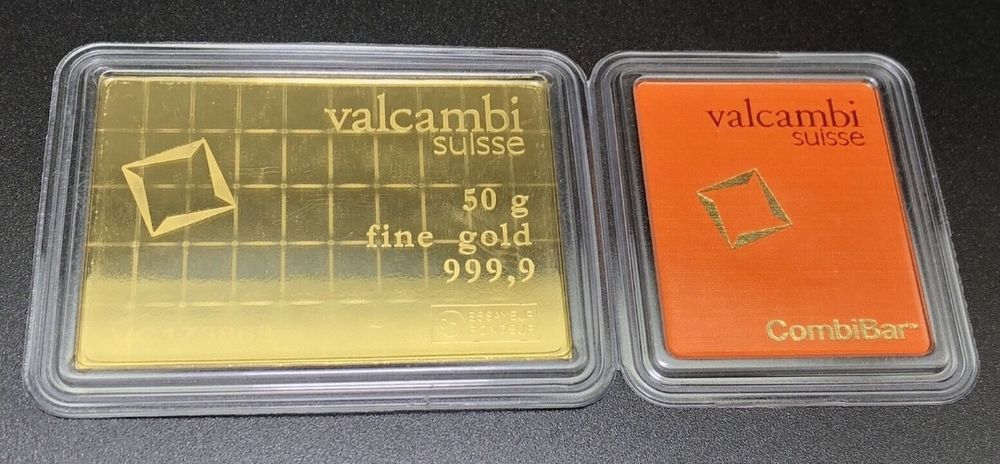 valcambi
suisse
50 g
fine gold
999,9
ESSAYEUR
FONDEUR
valcambi
suisse
CombiBar™